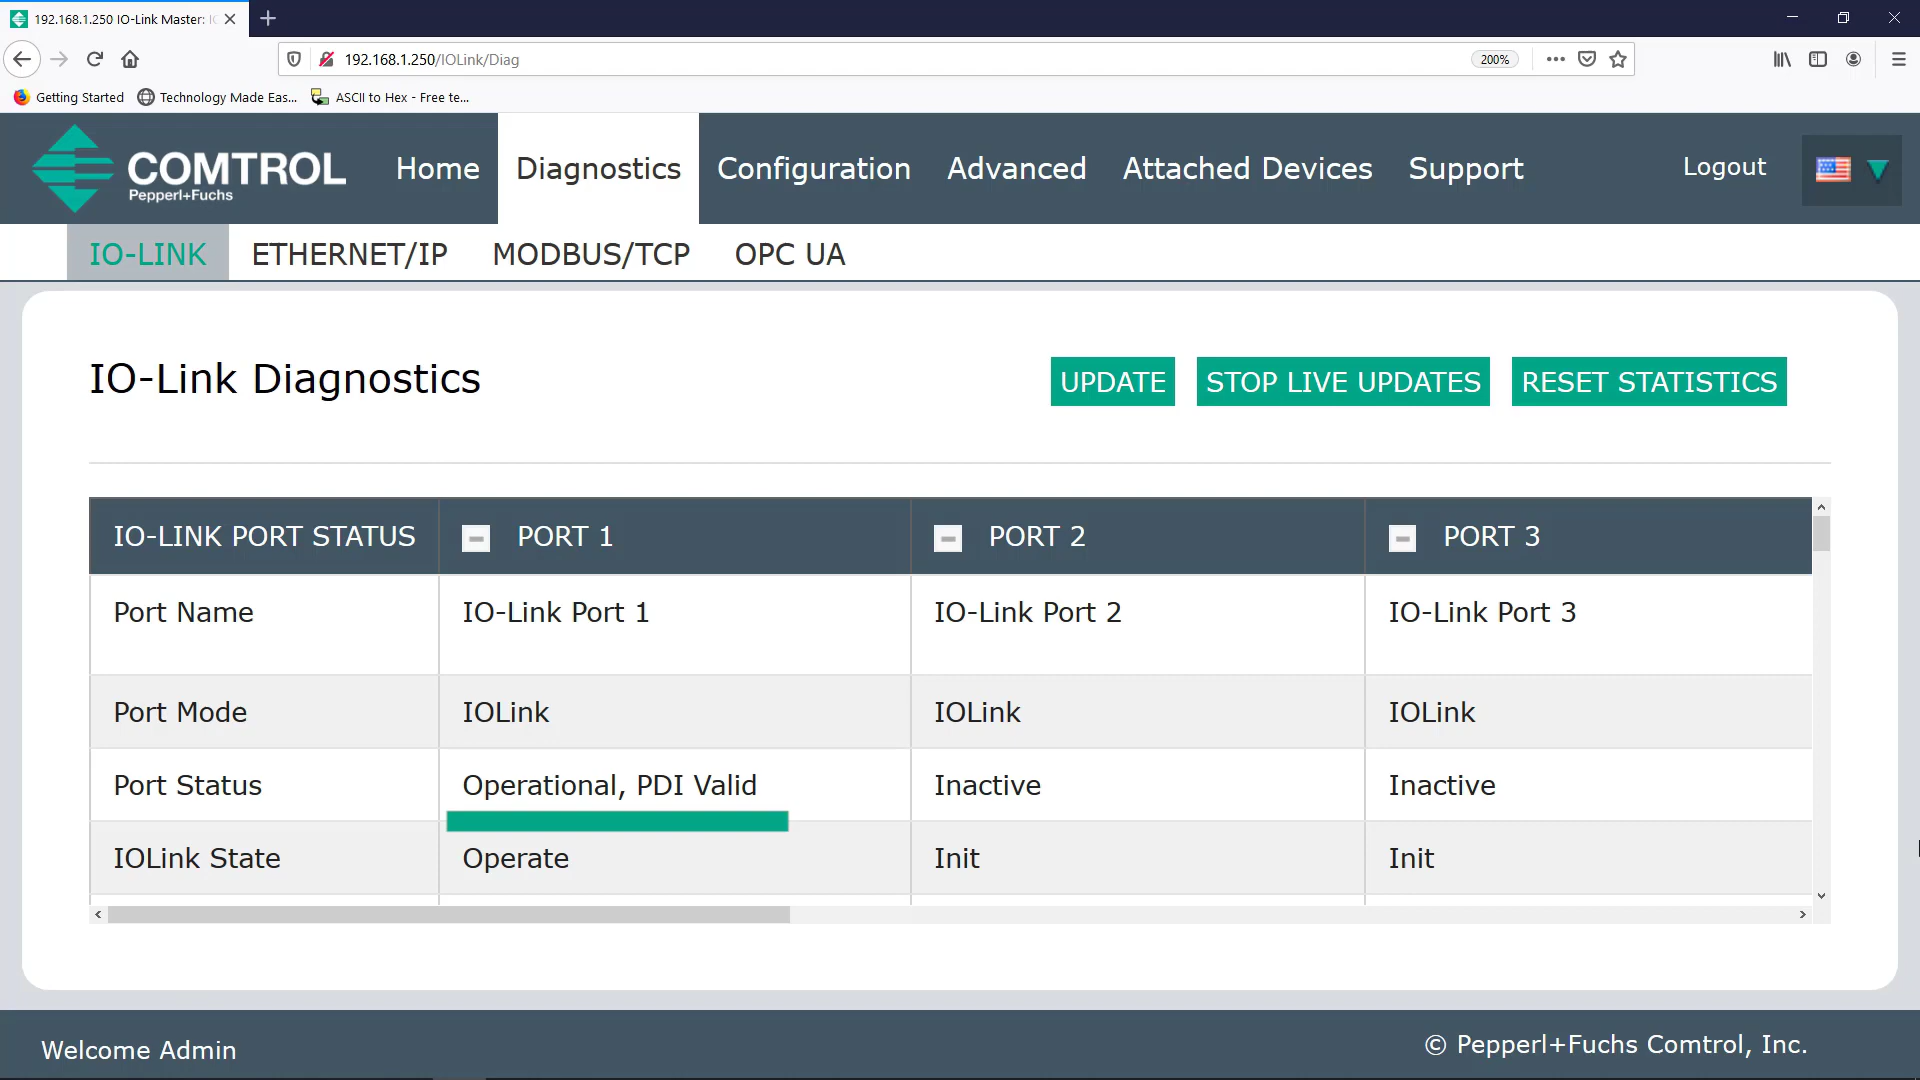 192.168.1.250 IO-Link Master: IO
192.168.1.250/IOLink/Diag
200%
Getting Started
Technology Made Eas...
ASCII to Hex - Free te...
COMTROL
Pepperl+Fuchs
Home
Diagnostics
Configuration
Advanced
Attached Devices
Support
Logout
IO-LINK
ETHERNET/IP
MODBUS/TCP
OPC UA
IO-Link Diagnostics
UPDATE
STOP LIVE UPDATES
RESET STATISTICS
IO-LINK PORT STATUS
PORT 1
PORT 2
PORT 3
Port Name
IO-Link Port 1
IO-Link Port 2
IO-Link Port 3
Port Mode
IOLink
IOLink
IOLink
Port Status
Operational, PDI Valid
Inactive
Inactive
IOLink State
Operate
Init
Init
Welcome Admin
© Pepperl+Fuchs Comtrol, Inc.